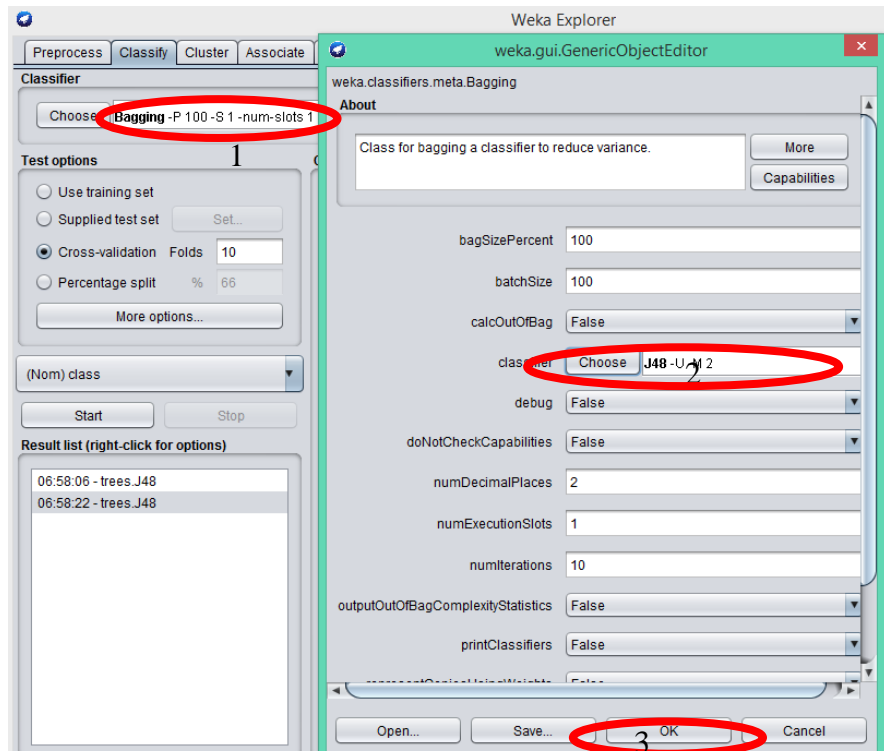 Weka Explorer
Preprocess Classify Cluster Associate
Classifier
Choose Bagging -P 100 -S 1 -num-slots 1
1
Test options
Use training set
Supplied test set Set...
Cross-validation Folds 10
Percentage split % 66
More options...
(Nom) class
Start Stop
Result list (right-click for options)
06:58:06 - trees.J48
06:58:22 - trees.J48
weka.gui.GenericObjectEditor
weka.classifiers.meta.Bagging
About
Class for bagging a classifier to reduce variance.
More
Capabilities
bagSizePercent 100
batchSize 100
calcOutOfBag False
classifier Choose J48 -U -M 2
2
debug False
doNotCheckCapabilities False
numDecimalPlaces 2
numExecutionSlots 1
numIterations 10
outputOutOfBagComplexityStatistics False
printClassifiers False
representCopiesUsingWeights False
Open... Save... OK Cancel
3